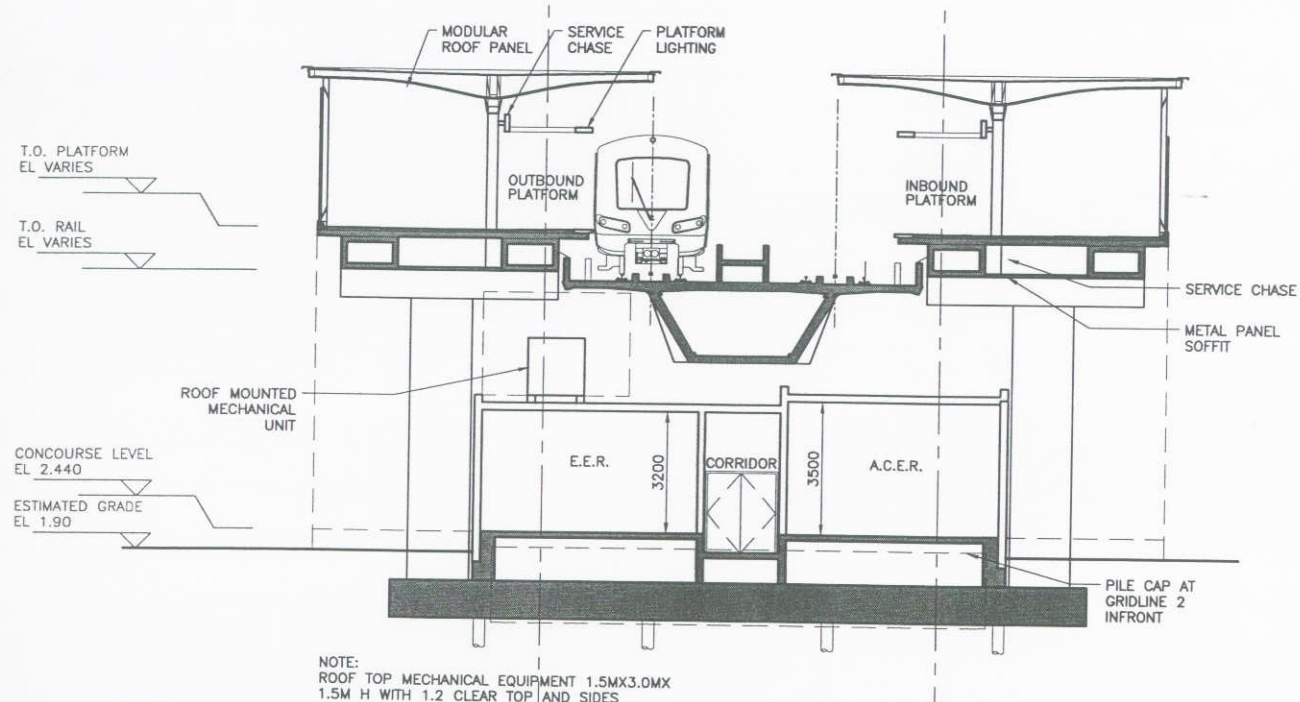 MODULAR
ROOF PANEL
SERVICE
CHASE
PLATFORM
LIGHTING
T.O. PLATFORM
EL VARIES
T.O. RAIL
EL VARIES
OUTBOUND
PLATFORM
INBOUND
PLATFORM
SERVICE CHASE
METAL PANEL
SOFFIT
ROOF MOUNTED
MECHANICAL
UNIT
CONCOURSE LEVEL
EL 2.440
ESTIMATED GRADE
EL 1.90
E.E.R.
3200
CORRIDOR
3500
A.C.E.R.
PILE CAP AT
GRIDLINE 2
INFRONT
NOTE:
ROOF TOP MECHANICAL EQUIPMENT 1.5MX3.0MX
1.5M H WITH 1.2 CLEAR TOP AND SIDES